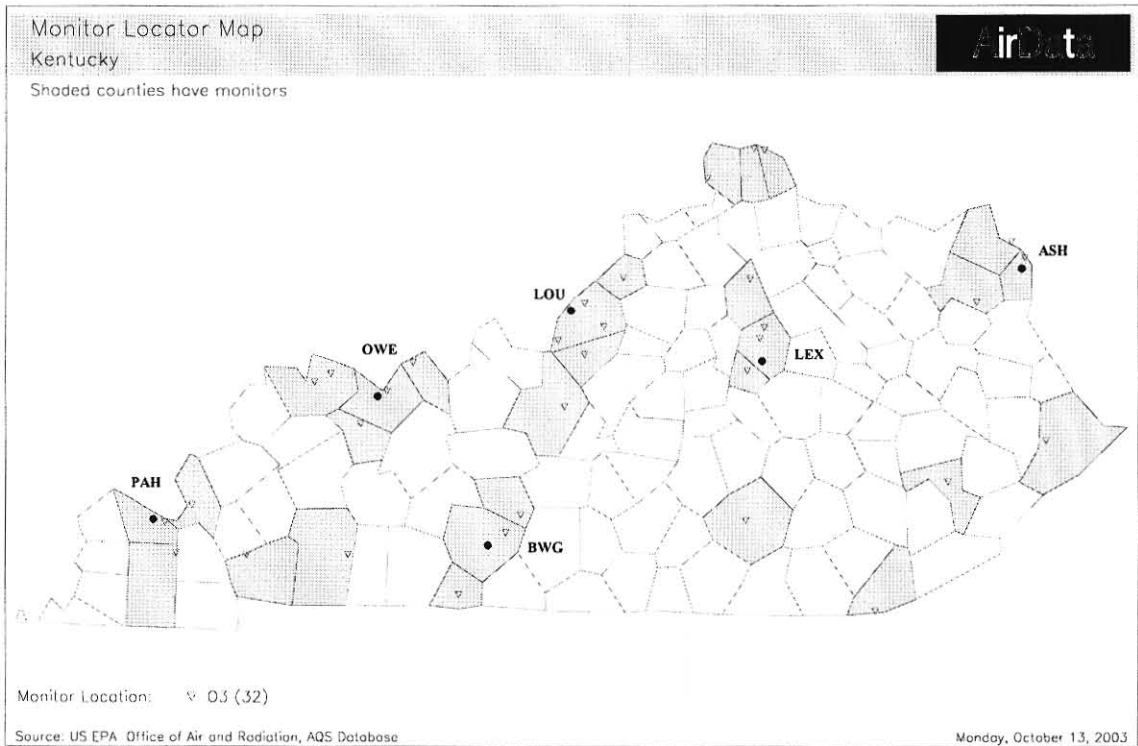 Monitor Locator Map
Kentucky
AirData
Shaded counties have monitors
ASH
LOU
OWE
LEX
PAH
BWG
Monitor Location: ▽ O3 (32)
Source: US EPA Office of Air and Radiation, AQS Database
Monday, October 13, 2003